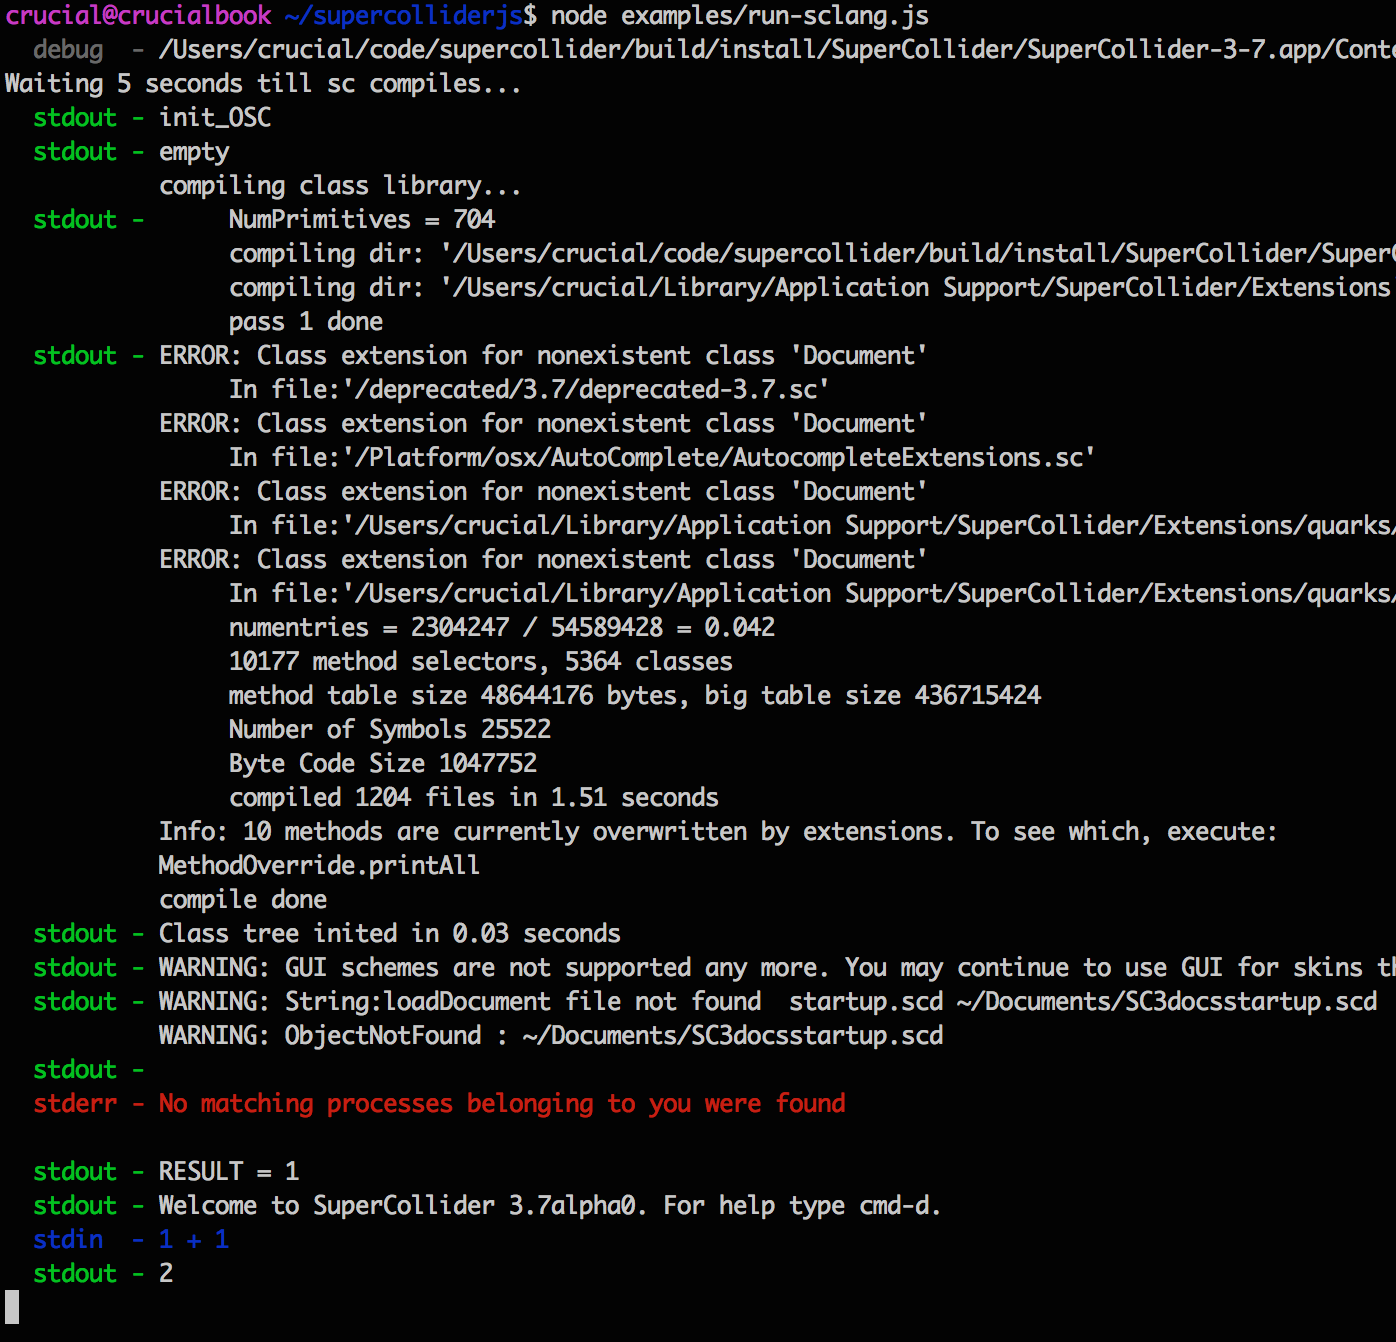 crucial@crucialbook ~/supercolliderjs$ node examples/run-sclang.js
debug - /Users/crucial/code/supercollider/build/install/SuperCollider/SuperCollider-3-7.app/Conte
Waiting 5 seconds till sc compiles...
stdout - init_OSC
stdout - empty
compiling class library...
stdout - NumPrimitives = 704
compiling dir: '/Users/crucial/code/supercollider/build/install/SuperCollider/SuperC
compiling dir: '/Users/crucial/Library/Application Support/SuperCollider/Extensions
pass 1 done
stdout - ERROR: Class extension for nonexistent class 'Document'
In file:'/deprecated/3.7/deprecated-3.7.sc'
ERROR: Class extension for nonexistent class 'Document'
In file:'/Platform/osx/AutoComplete/AutocompleteExtensions.sc'
ERROR: Class extension for nonexistent class 'Document'
In file:'/Users/crucial/Library/Application Support/SuperCollider/Extensions/quarks/
ERROR: Class extension for nonexistent class 'Document'
In file:'/Users/crucial/Library/Application Support/SuperCollider/Extensions/quarks/
numentries = 2304247 / 54589428 = 0.042
10177 method selectors, 5364 classes
method table size 48644176 bytes, big table size 436715424
Number of Symbols 25522
Byte Code Size 1047752
compiled 1204 files in 1.51 seconds
Info: 10 methods are currently overwritten by extensions. To see which, execute:
MethodOverride.printAll
compile done
stdout - Class tree inited in 0.03 seconds
stdout - WARNING: GUI schemes are not supported any more. You may continue to use GUI for skins th
stdout - WARNING: String:loadDocument file not found  startup.scd ~/Documents/SC3docsstartup.scd
WARNING: ObjectNotFound : ~/Documents/SC3docsstartup.scd
stdout -
stderr - No matching processes belonging to you were found
stdout - RESULT = 1
stdout - Welcome to SuperCollider 3.7alpha0. For help type cmd-d.
stdin - 1 + 1
stdout - 2